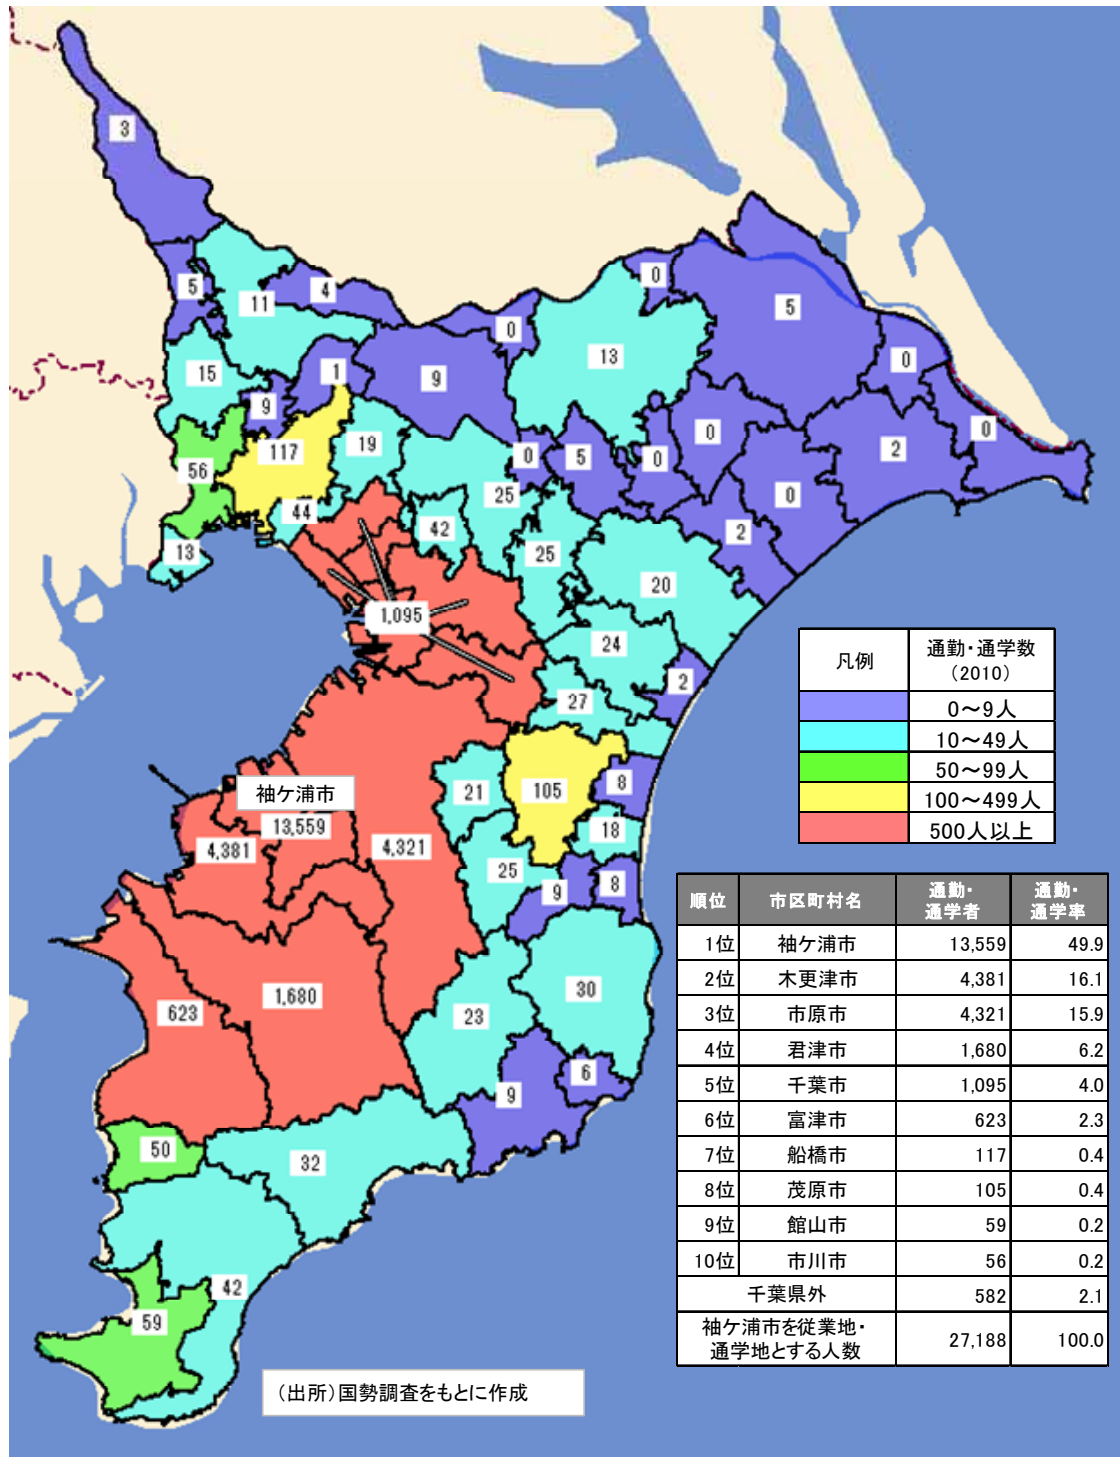 3
5
11
4
0
0
5
15
1
9
13
0
9
117
19
56
0
5
0
0
2
0
25
0
44
42
25
2
13
20
1,095
24
2
27
凡例
通勤・通学数
（2010）
0～9人
10～49人
50～99人
100～499人
500人以上
袖ケ浦市
13,559
4,381
4,321
21
105
8
18
25
9
8
623
1,680
23
30
6
9
50
32
42
59
順位 市区町村名 通勤・通学者 通勤・通学率
1位 袖ケ浦市 13,559 49.9
2位 木更津市 4,381 16.1
3位 市原市 4,321 15.9
4位 君津市 1,680 6.2
5位 千葉市 1,095 4.0
6位 富津市 623 2.3
7位 船橋市 117 0.4
8位 茂原市 105 0.4
9位 館山市 59 0.2
10位 市川市 56 0.2
千葉県外 582 2.1
袖ケ浦市を従業地・
通学地とする人数 27,188 100.0
（出所）国勢調査をもとに作成